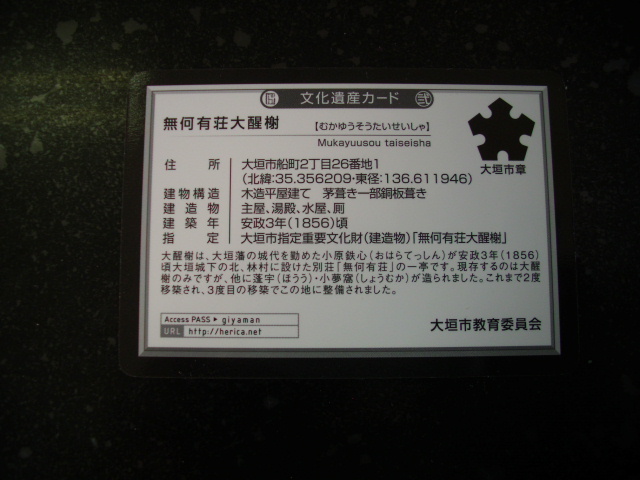 文化遺産カード 弐
無何有荘大醒榭 【むかゆうそうたいせいしゃ】
Mukayuusou taiseisha
大垣市章
住所 大垣市船町2丁目26番地1
(北緯:35.356209・東経:136.611946)
建物構造 木造平屋建て 茅葺き一部銅板葺き
建造物 主屋、湯殿、水屋、厠
建築年 安政3年(1856)頃
指定 大垣市指定重要文化財(建造物)「無何有荘大醒榭」
大醒榭は、大垣藩の城代を勤めた小原鉄心(おはらてっしん)が安政3年(1856)
頃大垣城下の北、林村に設けた別荘「無何有荘」の一亭です。現存するのは大醒
榭のみですが、他に蓬宇(ほうう)・小夢窩(しょうむか)が造られました。これまで2度
移築され、3度目の移築でこの地に整備されました。
Access PASS▶giyaman
URL http://herica.net
大垣市教育委員会